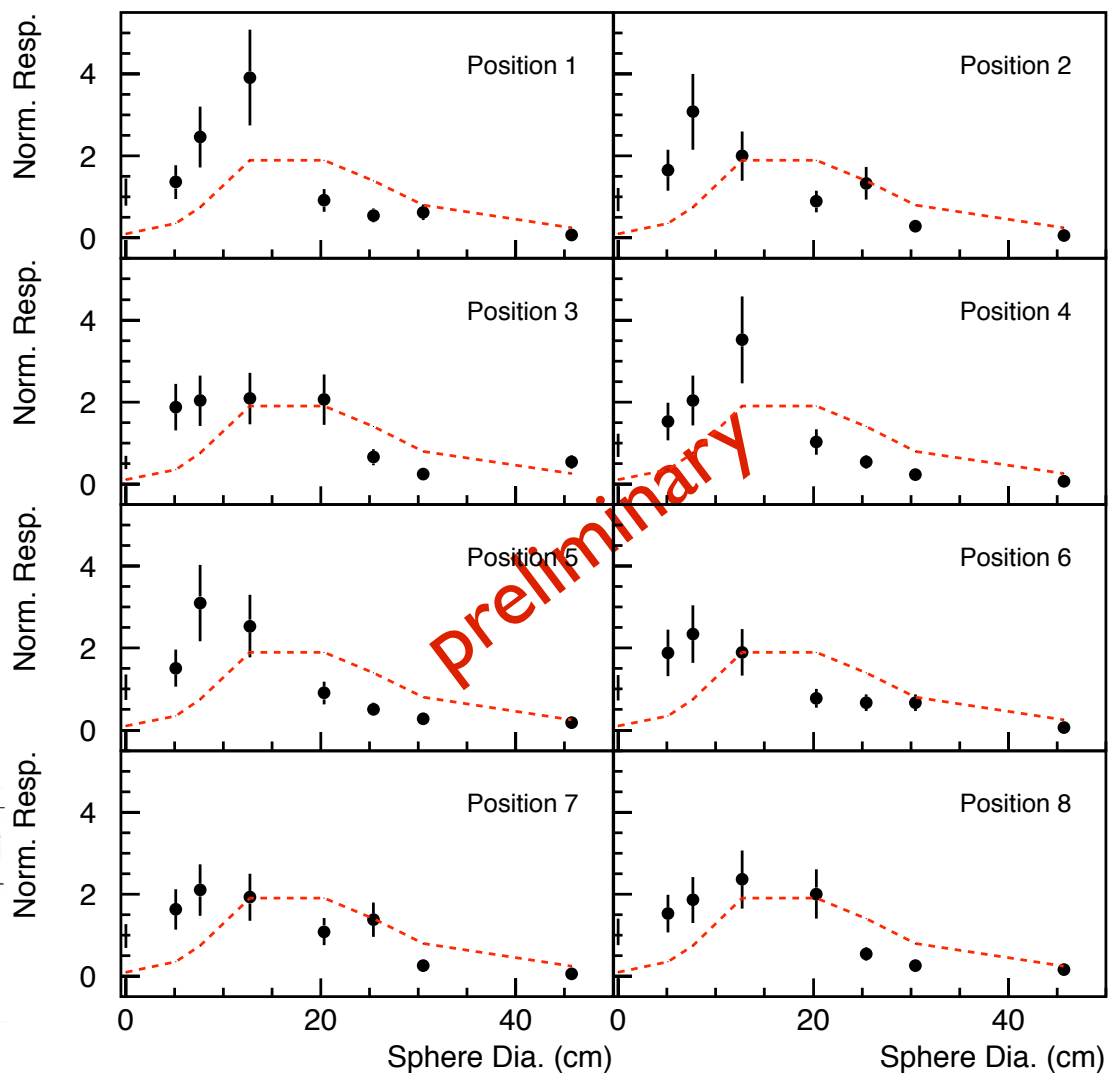 Norm. Resp.
4
2
0
Position 1
Position 2
Norm. Resp.
4
2
0
Position 3
Position 4
Norm. Resp.
4
2
0
Position 5
Position 6
preliminary
Norm. Resp.
4
2
0
Position 7
Position 8
0 20 40 0 20 40
Sphere Dia. (cm) Sphere Dia. (cm)